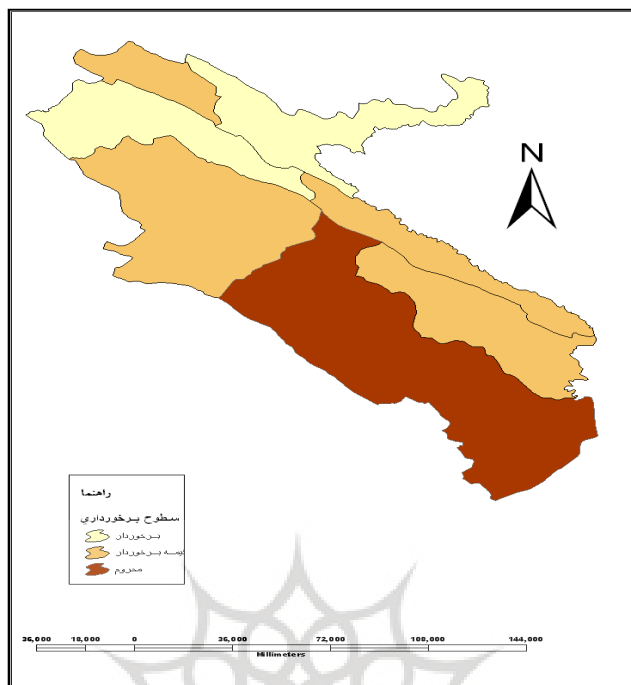 N
راهنما
سطوح برخورداري
برخوردار
نیمه برخوردار
محروم
36,000 18,000 0 36,000 72,000 108,000 144,000
Millimeters